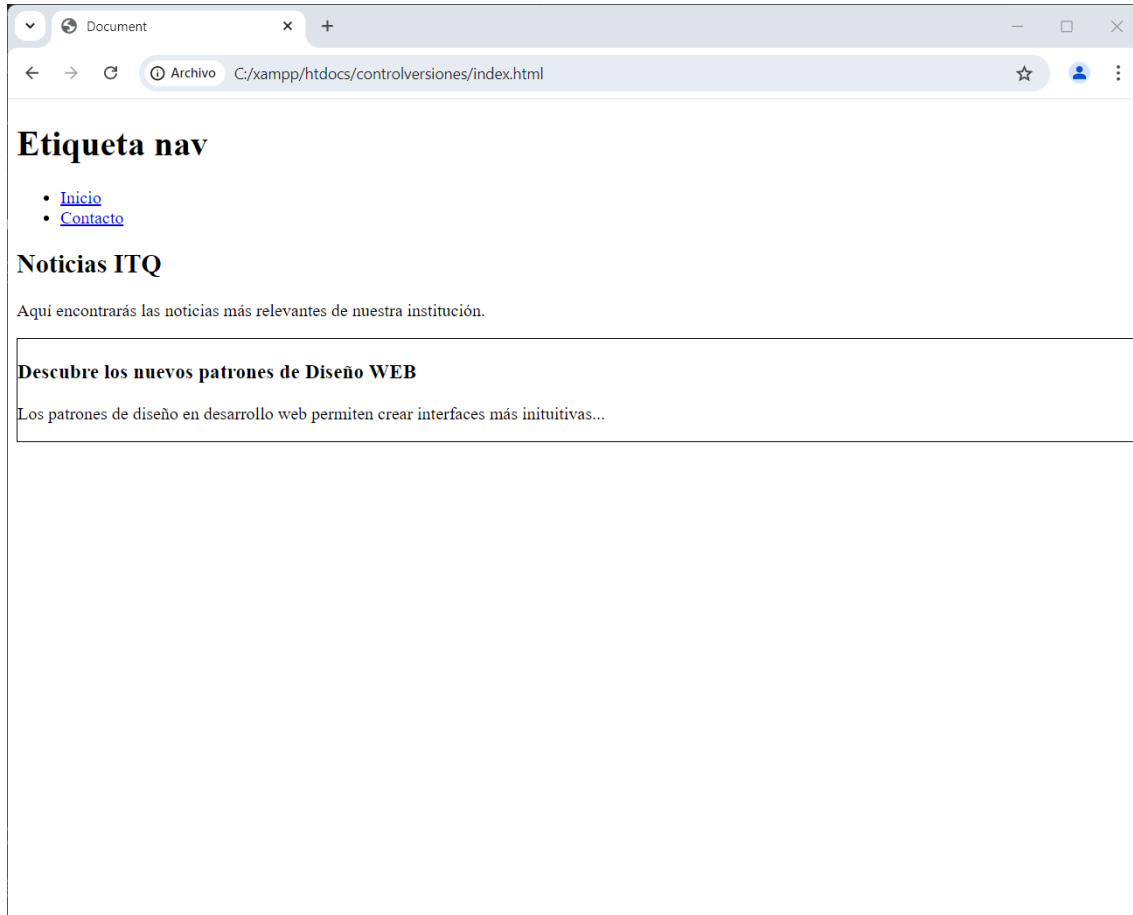 Document
Archivo C:/xampp/htdocs/controlversiones/index.html
Etiqueta nav
Inicio
Contacto
Noticias ITQ
Aquí encontrarás las noticias más relevantes de nuestra institución.
Descubre los nuevos patrones de Diseño WEB
Los patrones de diseño en desarrollo web permiten crear interfaces más inituitivas...